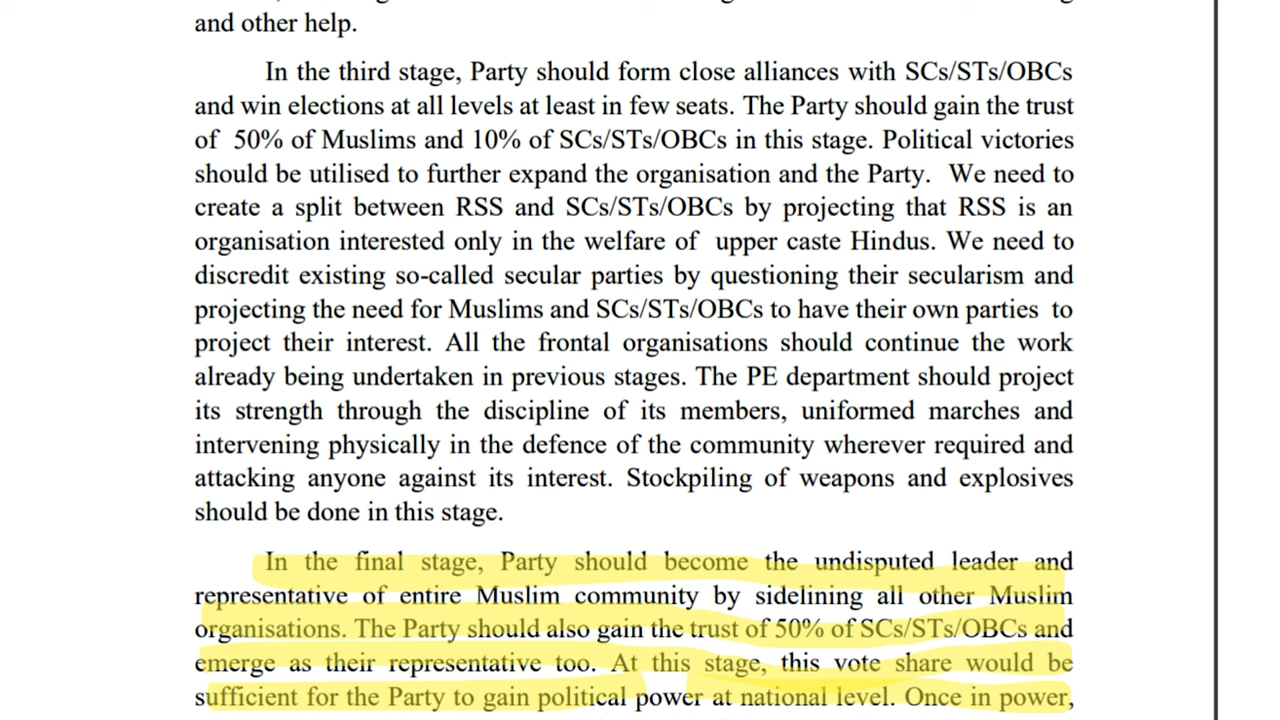 and other help.
In the third stage, Party should form close alliances with SCs/STs/OBCs
and win elections at all levels at least in few seats. The Party should gain the trust
of 50% of Muslims and 10% of SCs/STs/OBCs in this stage. Political victories
should be utilised to further expand the organisation and the Party. We need to
create a split between RSS and SCs/STs/OBCs by projecting that RSS is an
organisation interested only in the welfare of upper caste Hindus. We need to
discredit existing so-called secular parties by questioning their secularism and
projecting the need for Muslims and SCs/STs/OBCs to have their own parties to
project their interest. All the frontal organisations should continue the work
already being undertaken in previous stages. The PE department should project
its strength through the discipline of its members, uniformed marches and
intervening physically in the defence of the community wherever required and
attacking anyone against its interest. Stockpiling of weapons and explosives
should be done in this stage.
In the final stage, Party should become the undisputed leader and
representative of entire Muslim community by sidelining all other Muslim
organisations. The Party should also gain the trust of 50% of SCs/STs/OBCs and
emerge as their representative too. At this stage, this vote share would be
sufficient for the Party to gain political power at national level. Once in power,